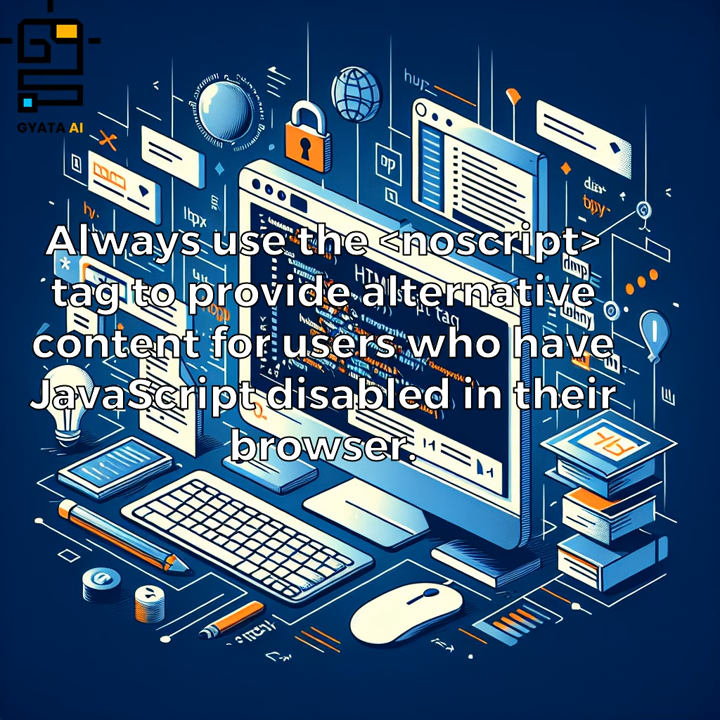 GYATA AI
Always use the <noscript>
tag to provide alternative
content for users who have
JavaScript disabled in their
browser.